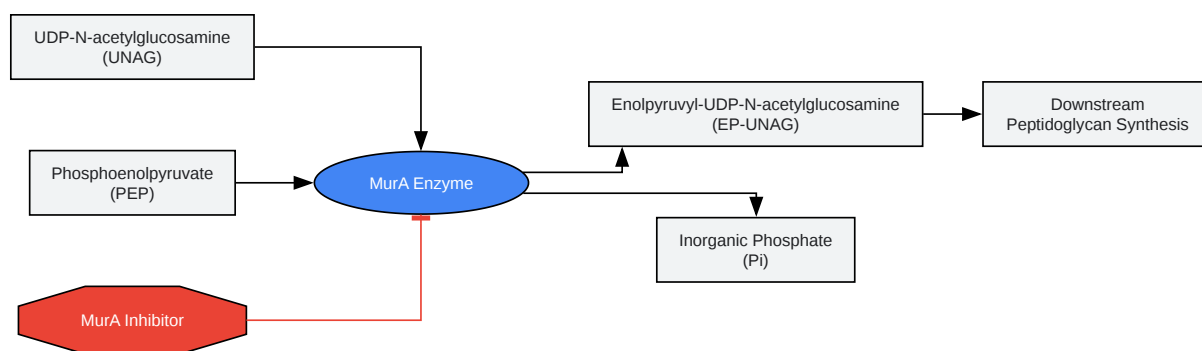 UDP-N-acetylglucosamine
(UNAG)
Phosphoenolpyruvate
(PEP)
MurA Inhibitor
MurA Enzyme
Enolpyruvyl-UDP-N-acetylglucosamine
(EP-UNAG)
Inorganic Phosphate
(Pi)
Downstream
Peptidoglycan Synthesis